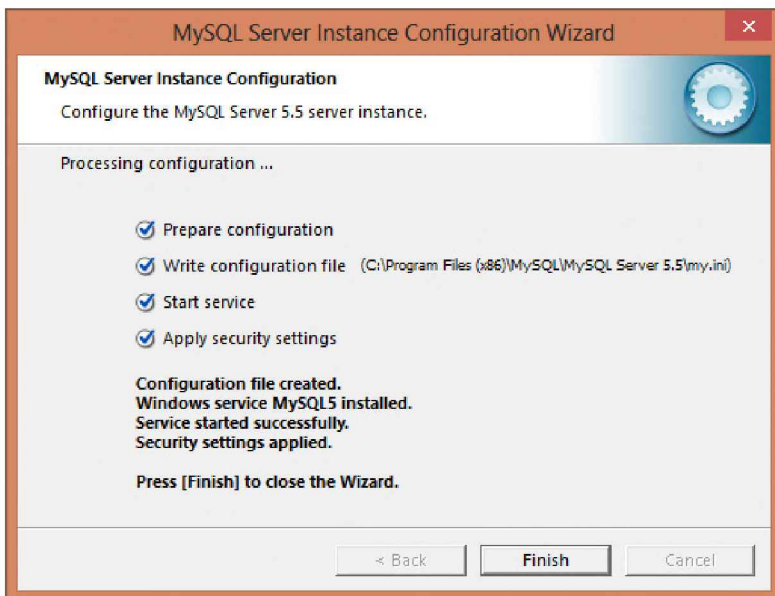 MySQL Server Instance Configuration Wizard
MySQL Server Instance Configuration
Configure the MySQL Server 5.5 server instance.
Processing configuration ...
Prepare configuration
Write configuration file (C:\Program Files (x86)\MySQL\MySQL Server 5.5\my.ini)
Start service
Apply security settings
Configuration file created.
Windows service MySQL5 installed.
Service started successfully.
Security settings applied.
Press [Finish] to close the Wizard.
< Back Finish Cancel